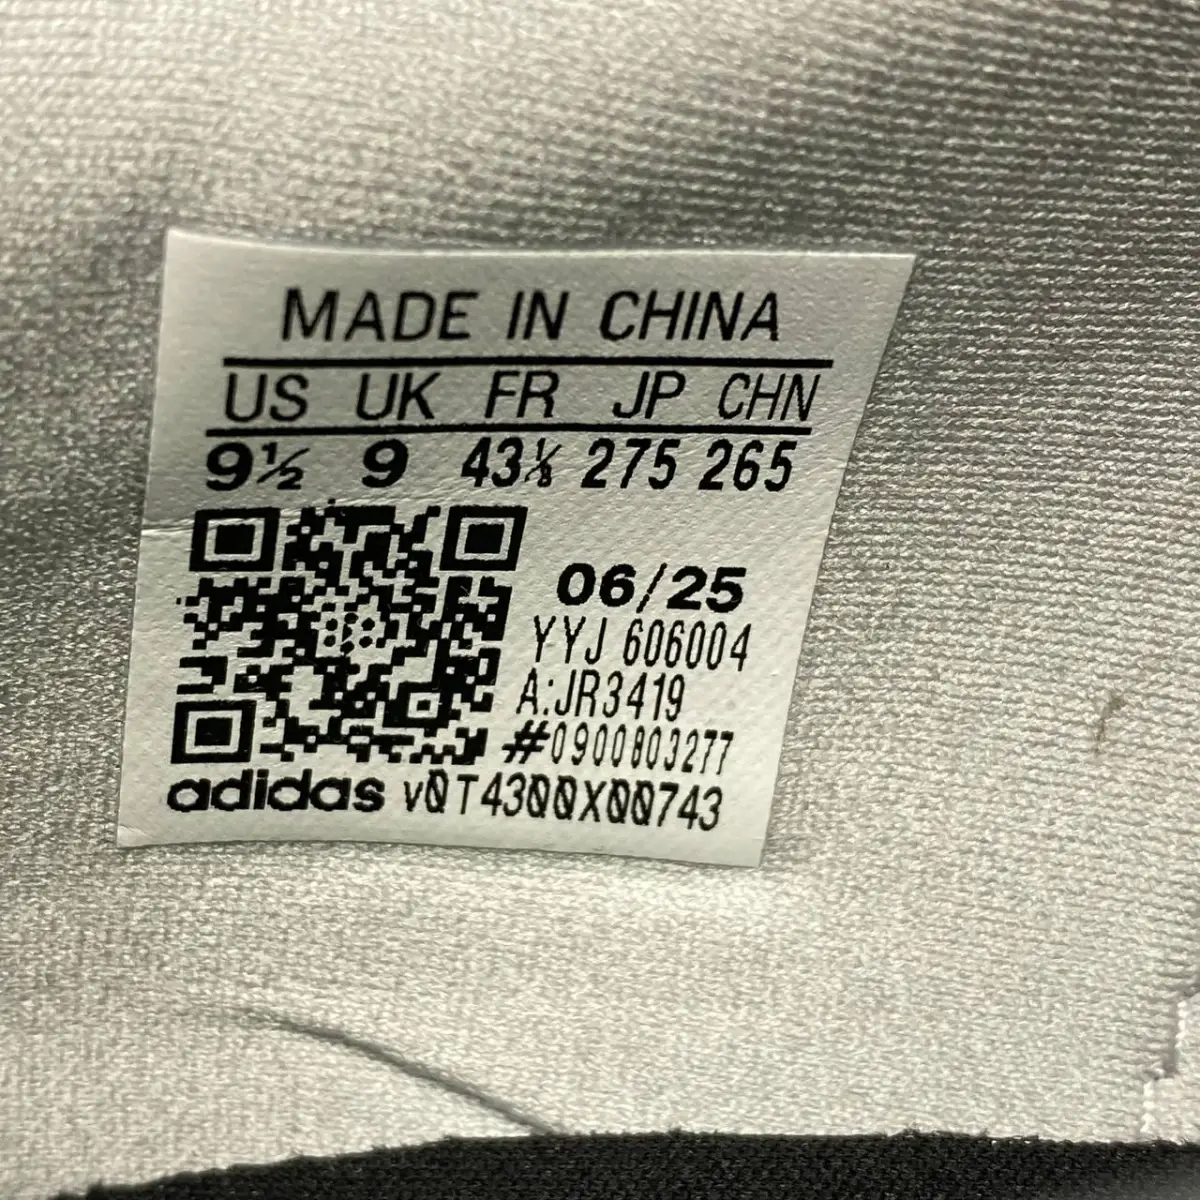 MADE IN CHINA
US UK FR JP CHN
9½ 9 43⅓ 275 265
06/25
YYJ 606004
A:JR3419
#0900803277
adidas v0T4300X00743